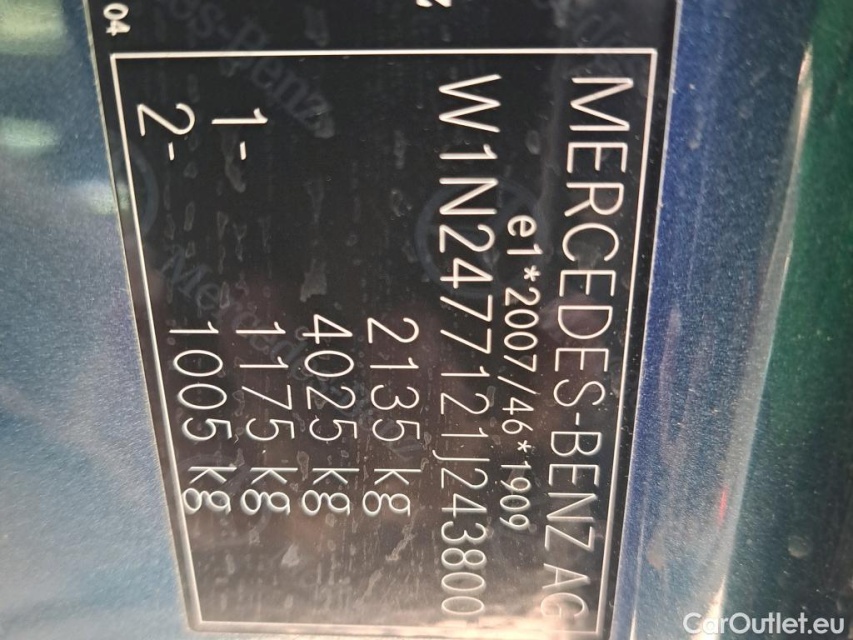 MERCEDES-BENZ AG
e1*2007/46*1909
W1N2477121J243800
2135 kg
4025 kg
1- 1175 kg
2- 1005 kg
04
CarOutlet.eu